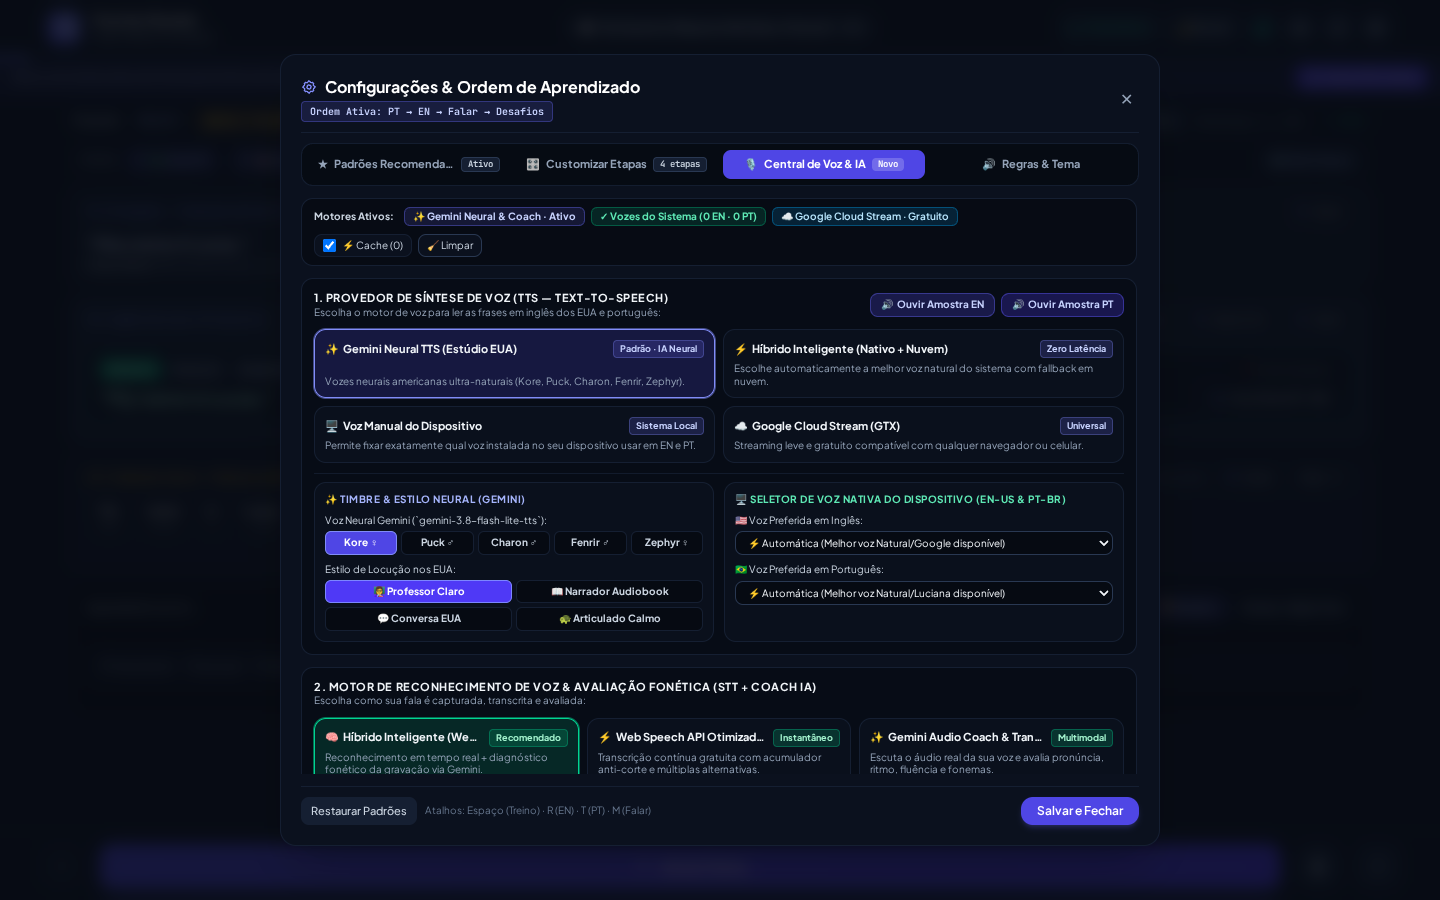 Configurações & Ordem de Aprendizado
Ordem Ativa: PT → EN → Falar → Desafios
★ Padrões Recomenda... Ativo
🎛️ Customizar Etapas 4 etapas
🎙️ Central de Voz & IA Novo
🔊 Regras & Tema
Motores Ativos: ✨ Gemini Neural & Coach · Ativo ✓ Vozes do Sistema (0 EN · 0 PT) ☁️ Google Cloud Stream · Gratuito
⚡ Cache (0) 🧹 Limpar
1. PROVEDOR DE SÍNTESE DE VOZ (TTS — TEXT-TO-SPEECH)
Escolha o motor de voz para ler as frases em inglês dos EUA e português:
🔊 Ouvir Amostra EN
🔊 Ouvir Amostra PT
✨ Gemini Neural TTS (Estúdio EUA) Padrão · IA Neural
Vozes neurais americanas ultra-naturais (Kore, Puck, Charon, Fenrir, Zephyr).
⚡ Híbrido Inteligente (Nativo + Nuvem) Zero Latência
Escolhe automaticamente a melhor voz natural do sistema com fallback em
nuvem.
🖥️ Voz Manual do Dispositivo Sistema Local
Permite fixar exatamente qual voz instalada no seu dispositivo usar em EN e PT.
☁️ Google Cloud Stream (GTX) Universal
Streaming leve e gratuito compatível com qualquer navegador ou celular.
✨ TIMBRE & ESTILO NEURAL (GEMINI)
Voz Neural Gemini (`gemini-3.8-flash-lite-tts`):
Kore ♀ Puck ♂ Charon ♂ Fenrir ♂ Zephyr ♀
Estilo de Locução nos EUA:
👩‍🏫 Professor Claro 📖 Narrador Audiobook
💬 Conversa EUA 🐢 Articulado Calmo
🖥️ SELETOR DE VOZ NATIVA DO DISPOSITIVO (EN-US & PT-BR)
🇺🇸 Voz Preferida em Inglês:
⚡ Automática (Melhor voz Natural/Google disponível)
🇧🇷 Voz Preferida em Português:
⚡ Automática (Melhor voz Natural/Luciana disponível)
2. MOTOR DE RECONHECIMENTO DE VOZ & AVALIAÇÃO FONÉTICA (STT + COACH IA)
Escolha como sua fala é capturada, transcrita e avaliada:
🧠 Híbrido Inteligente (We... Recomendado
Reconhecimento em tempo real + diagnóstico
fonético da gravação via Gemini.
⚡ Web Speech API Otimizad... Instantâneo
Transcrição contínua gratuita com acumulador
anti-corte e múltiplas alternativas.
✨ Gemini Audio Coach & Tran... Multimodal
Escuta o áudio real da sua voz e avalia pronúncia,
ritmo, fluência e fonemas.
Restaurar Padrões
Atalhos: Espaço (Treino) · R (EN) · T (PT) · M (Falar)
Salvar e Fechar